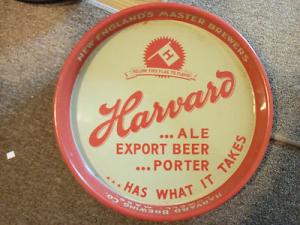 NEW ENGLAND'S MASTER BREWERS
H
"FOLLOW THIS FLAG TO FLAVOR"
Harvard
...ALE
EXPORT BEER
...PORTER
...HAS WHAT IT TAKES
HARVARD BREWING CO.